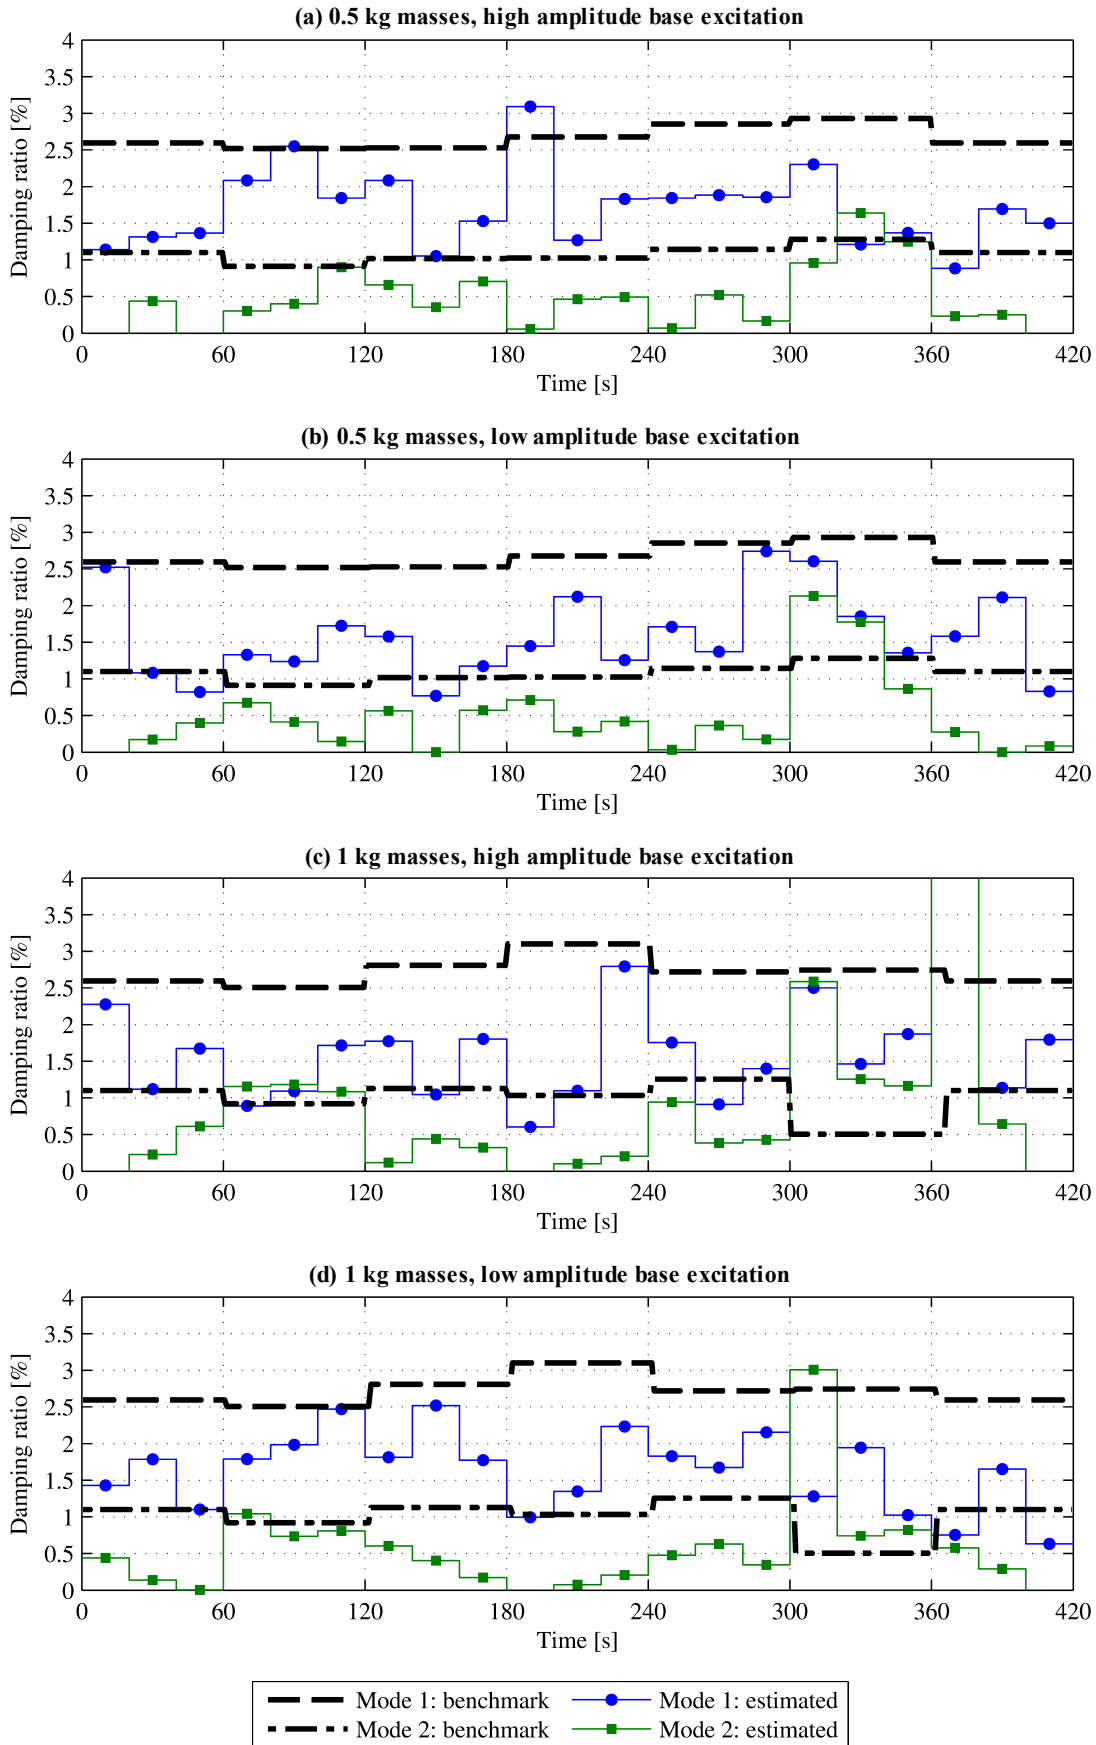 (a) 0.5 kg masses, high amplitude base excitation
4
3.5
3
2.5
2
1.5
1
0.5
0
Damping ratio [%]
0 60 120 180 240 300 360 420
Time [s]
(b) 0.5 kg masses, low amplitude base excitation
4
3.5
3
2.5
2
1.5
1
0.5
0
Damping ratio [%]
0 60 120 180 240 300 360 420
Time [s]
(c) 1 kg masses, high amplitude base excitation
4
3.5
3
2.5
2
1.5
1
0.5
0
Damping ratio [%]
0 60 120 180 240 300 360 420
Time [s]
(d) 1 kg masses, low amplitude base excitation
4
3.5
3
2.5
2
1.5
1
0.5
0
Damping ratio [%]
0 60 120 180 240 300 360 420
Time [s]
Mode 1: benchmark Mode 1: estimated
Mode 2: benchmark Mode 2: estimated